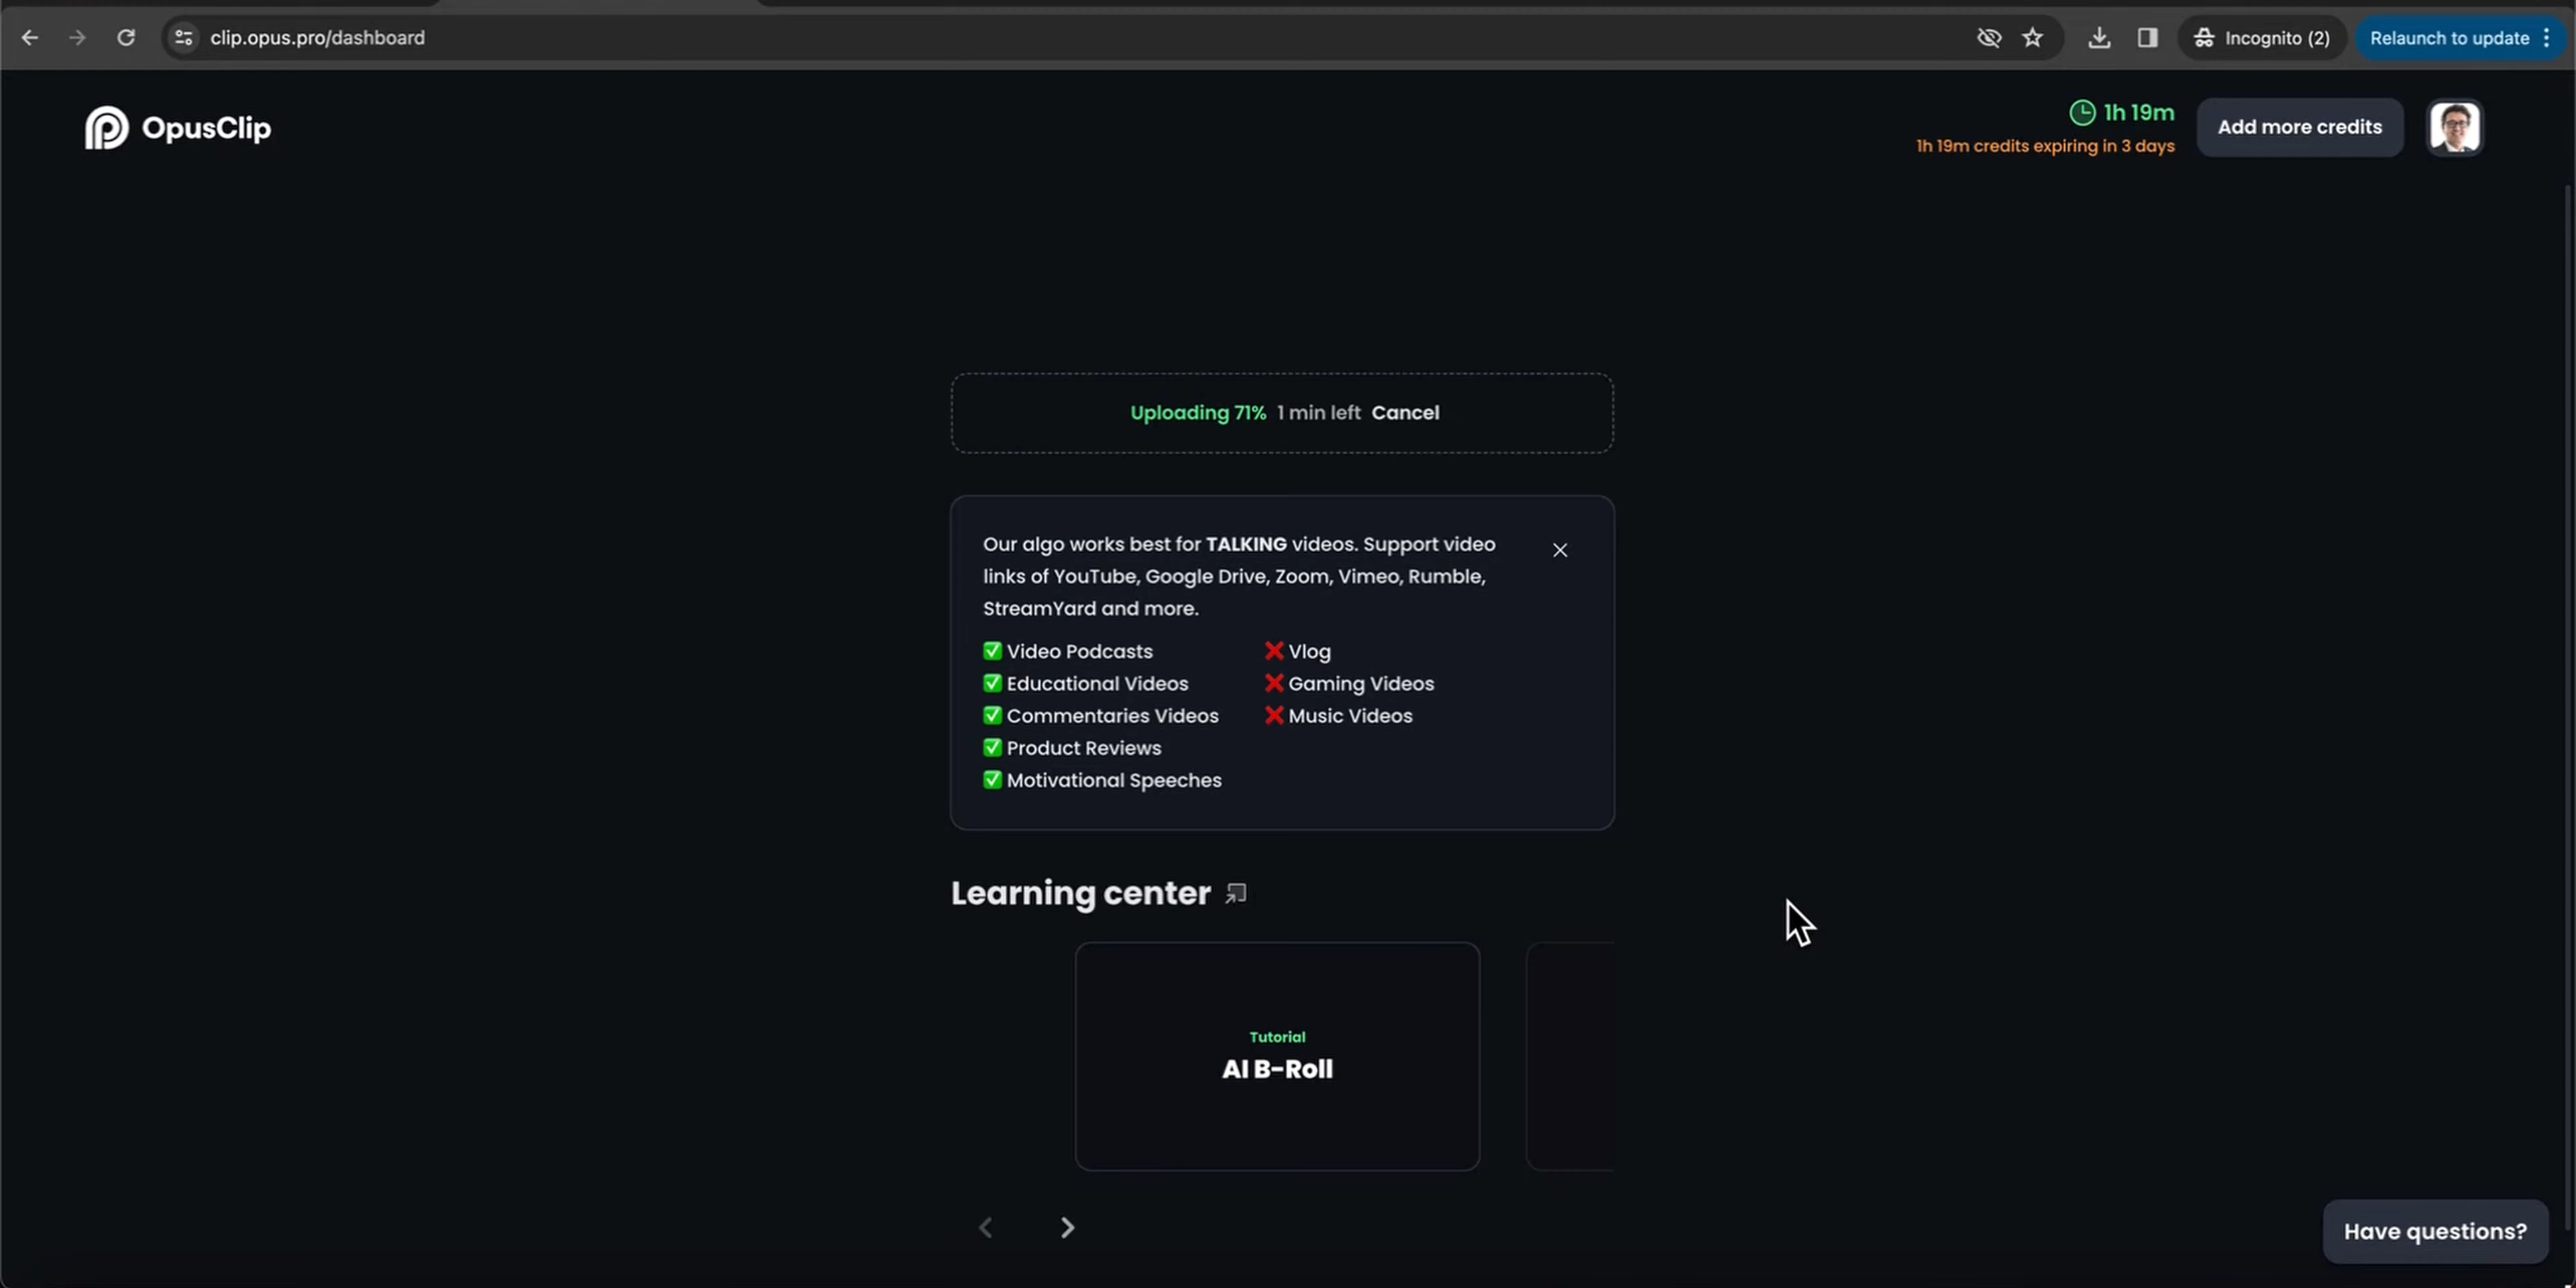 clip.opus.pro/dashboard
Incognito (2)
Relaunch to update
OpusClip
1h 19m
1h 19m credits expiring in 3 days
Add more credits
Uploading 71% 1 min left Cancel
Our algo works best for TALKING videos. Support video
links of YouTube, Google Drive, Zoom, Vimeo, Rumble,
StreamYard and more.
✅ Video Podcasts
❌ Vlog
✅ Educational Videos
❌ Gaming Videos
✅ Commentaries Videos
❌ Music Videos
✅ Product Reviews
✅ Motivational Speeches
Learning center
Tutorial
AI B-Roll
Have questions?